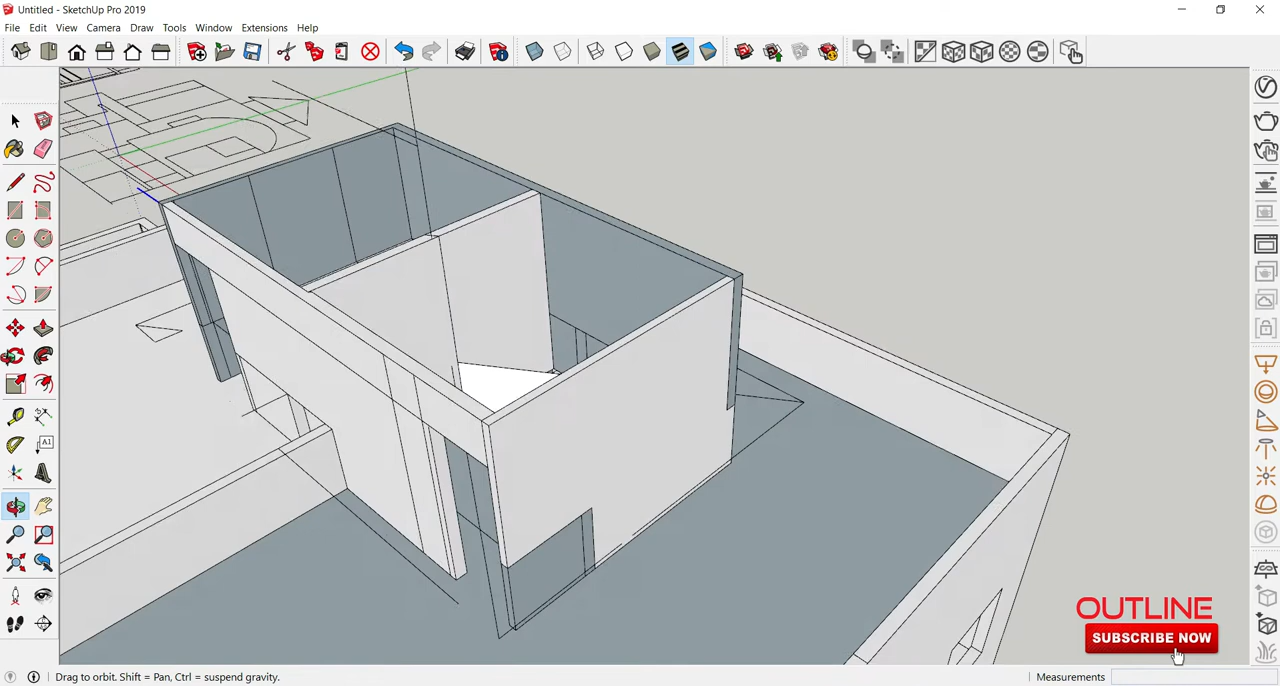 Untitled - SketchUp Pro 2019
File Edit View Camera Draw Tools Window Extensions Help
A1
OUTLINE
SUBSCRIBE NOW
Drag to orbit. Shift = Pan, Ctrl = suspend gravity.
Measurements